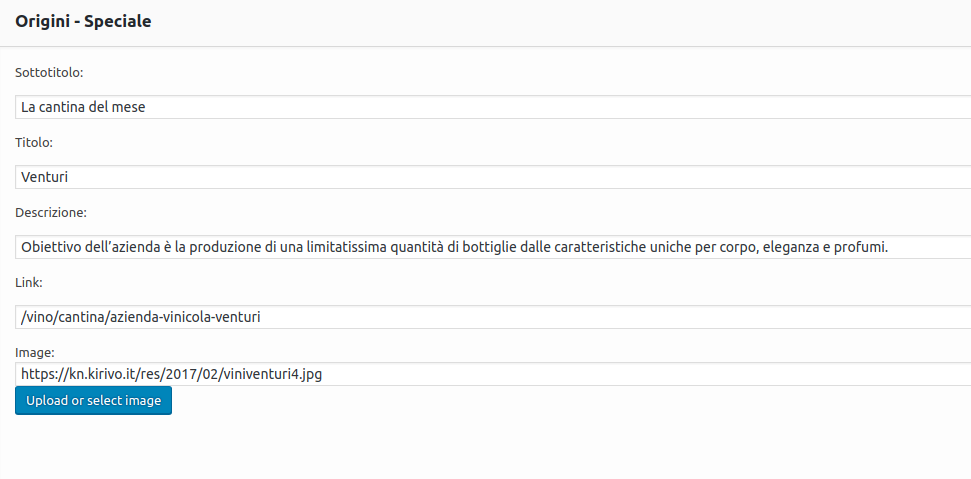 Origini - Speciale
Sottotitolo:
La cantina del mese
Titolo:
Venturi
Descrizione:
Obiettivo dell’azienda è la produzione di una limitatissima quantità di bottiglie dalle caratteristiche uniche per corpo, eleganza e profumi.
Link:
/vino/cantina/azienda-vinicola-venturi
Image:
https://kn.kirivo.it/res/2017/02/viniventuri4.jpg
Upload or select image